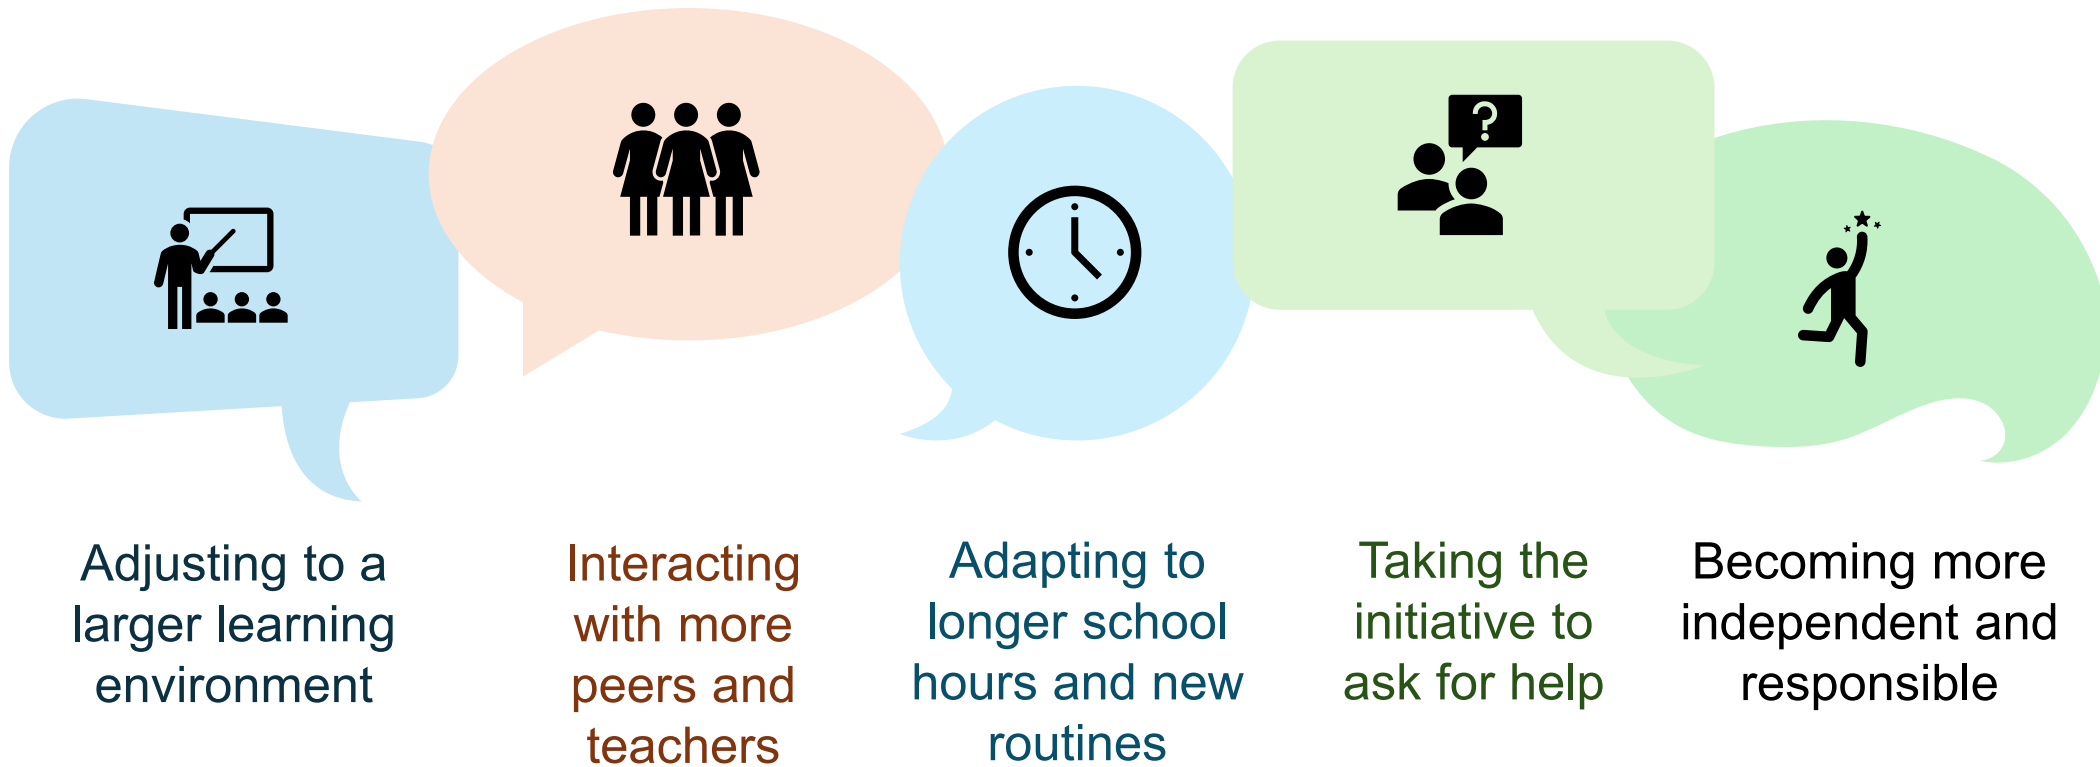 ?
Adjusting to a
larger learning
environment
Interacting
with more
peers and
teachers
Adapting to
longer school
hours and new
routines
Taking the
initiative to
ask for help
Becoming more
independent and
responsible